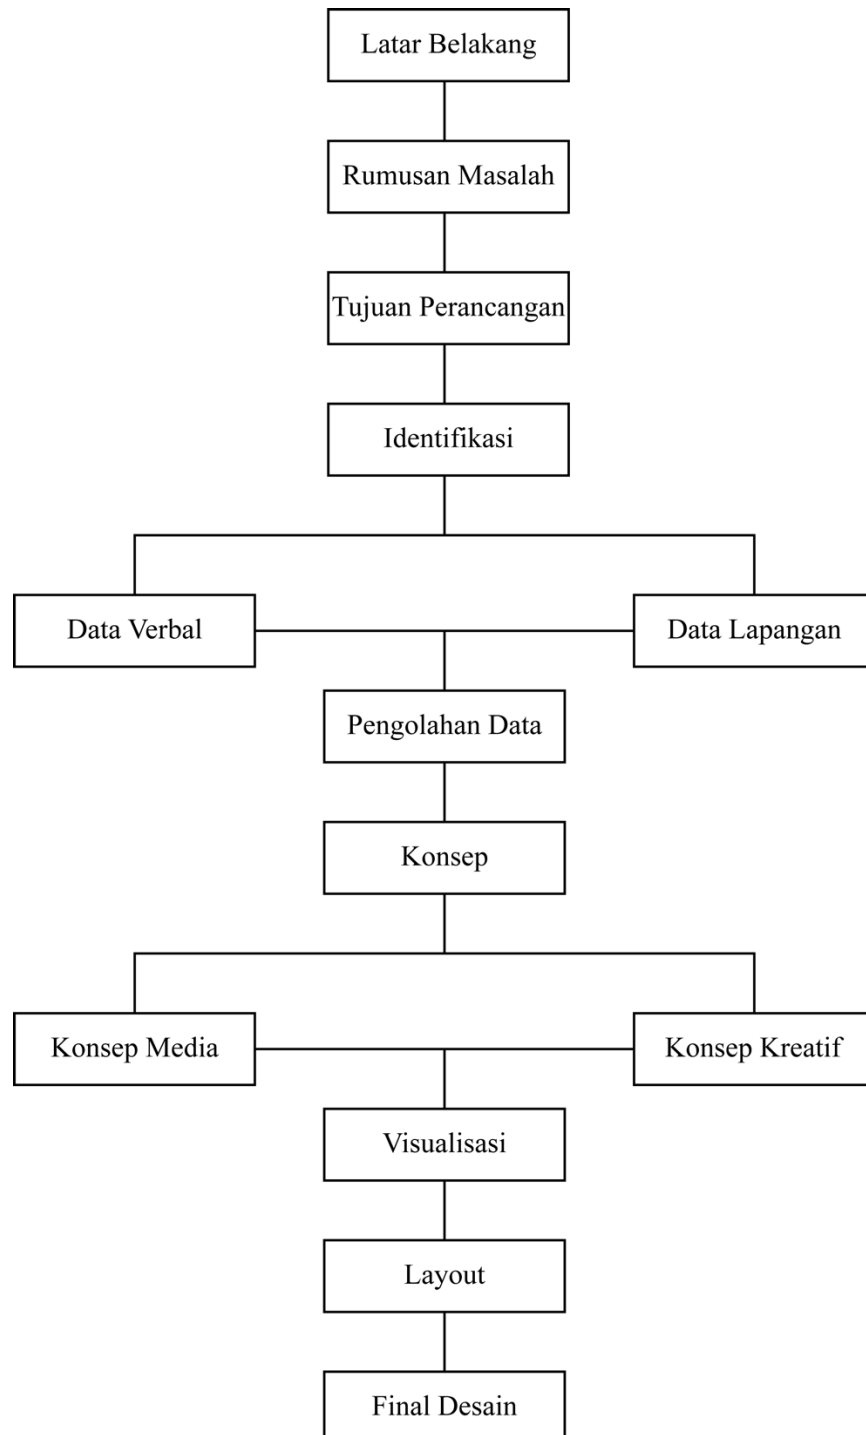 Latar Belakang
Rumusan Masalah
Tujuan Perancangan
Identifikasi
Data Verbal
Data Lapangan
Pengolahan Data
Konsep
Konsep Media
Konsep Kreatif
Visualisasi
Layout
Final Desain